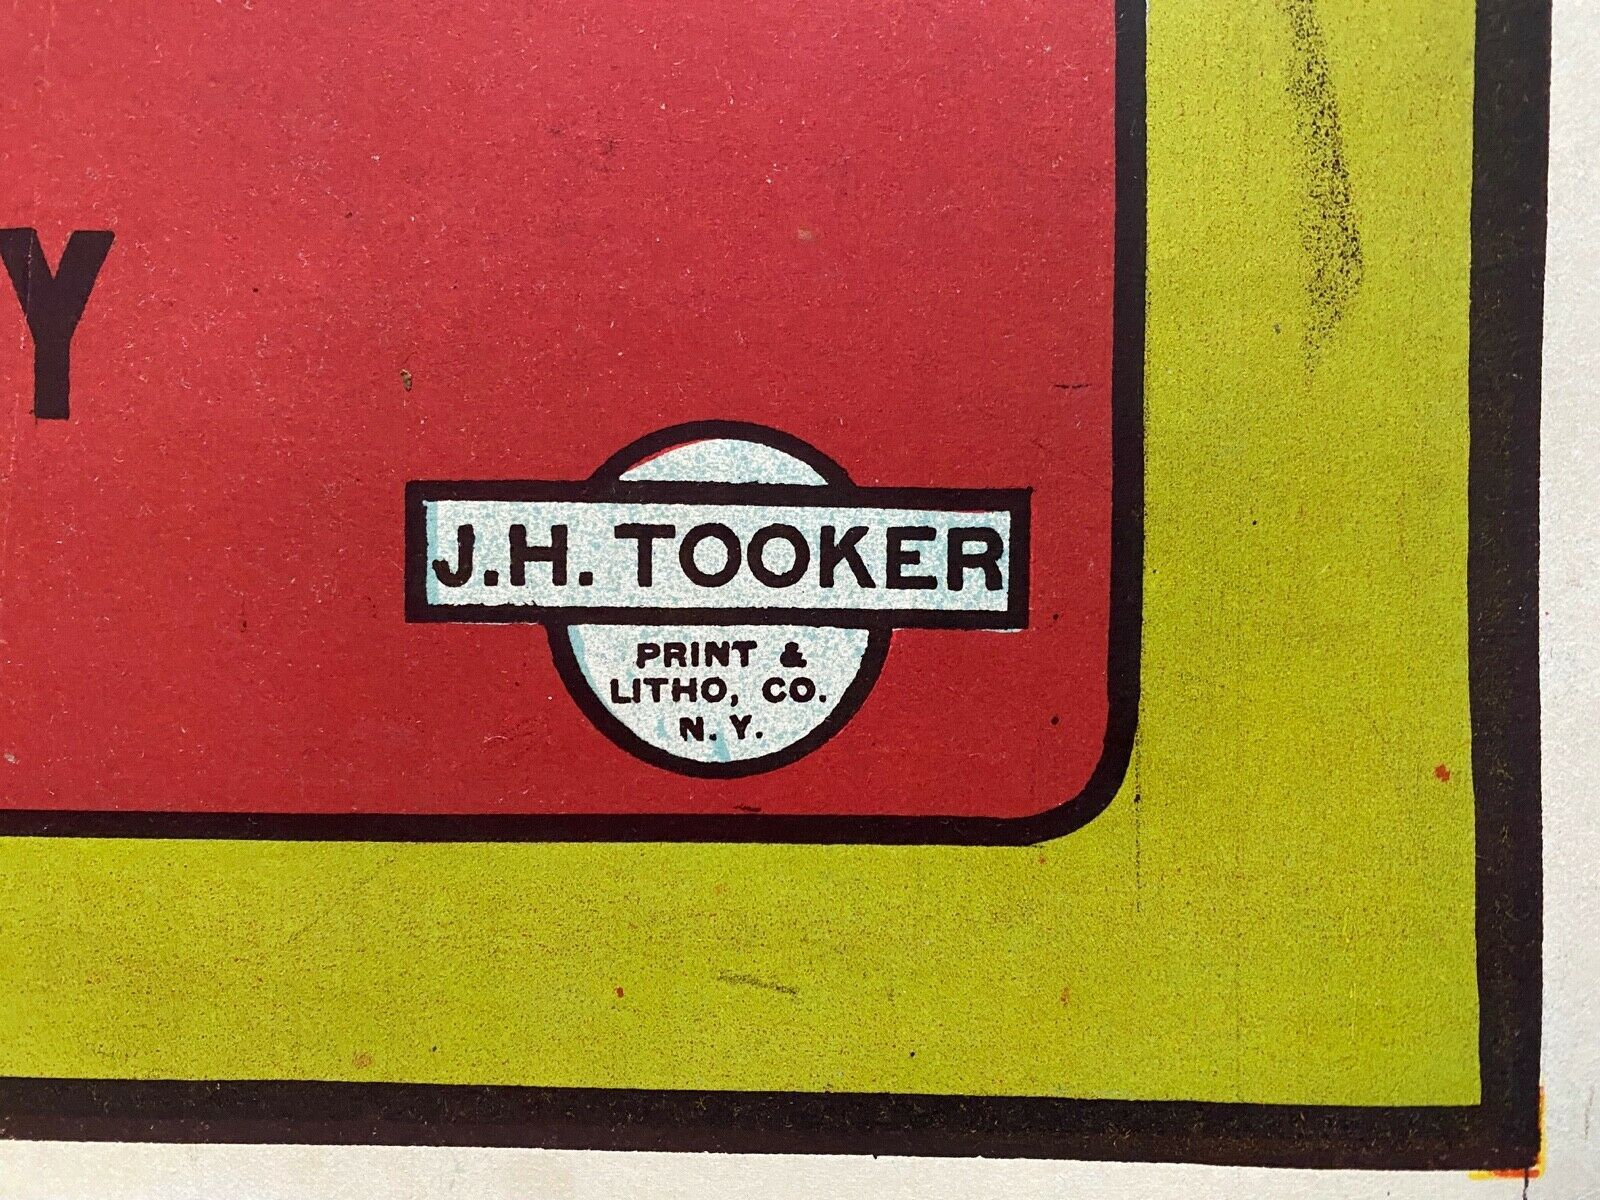 Y
J.H. TOOKER
PRINT &
LITHO, CO.
N.Y.